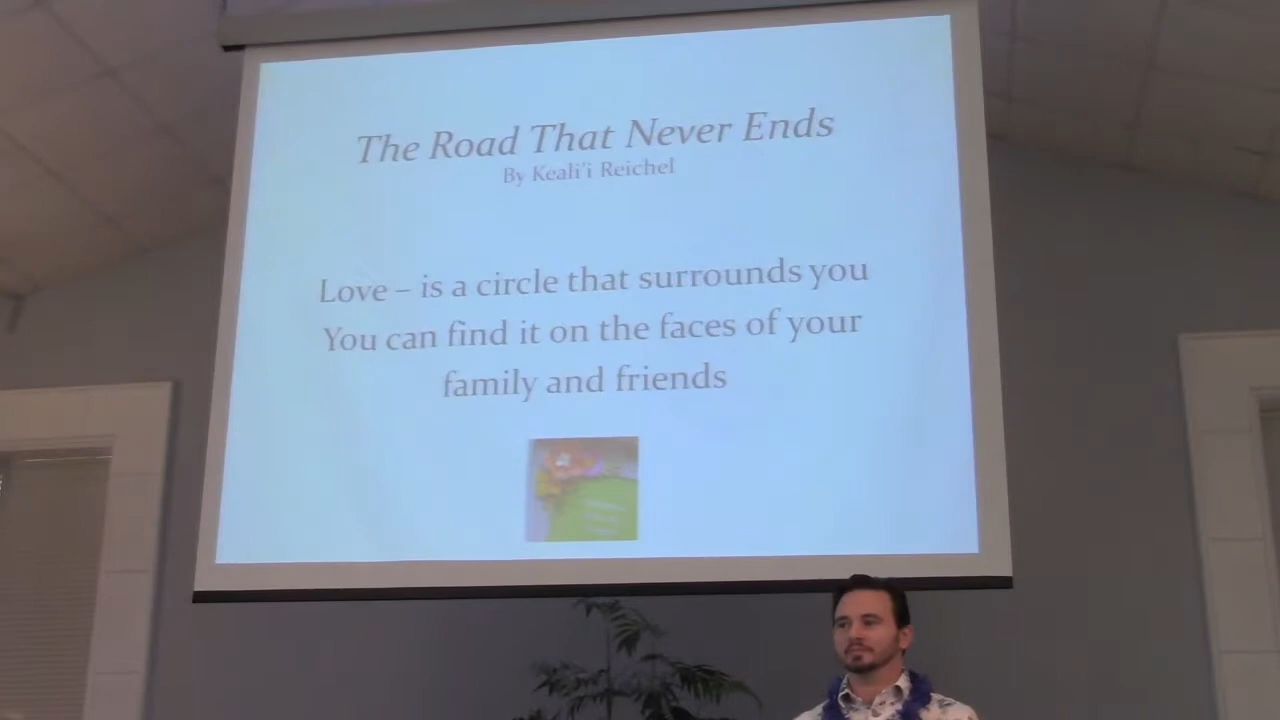 The Road That Never Ends
By Keali'i Reichel
Love – is a circle that surrounds you
You can find it on the faces of your
family and friends